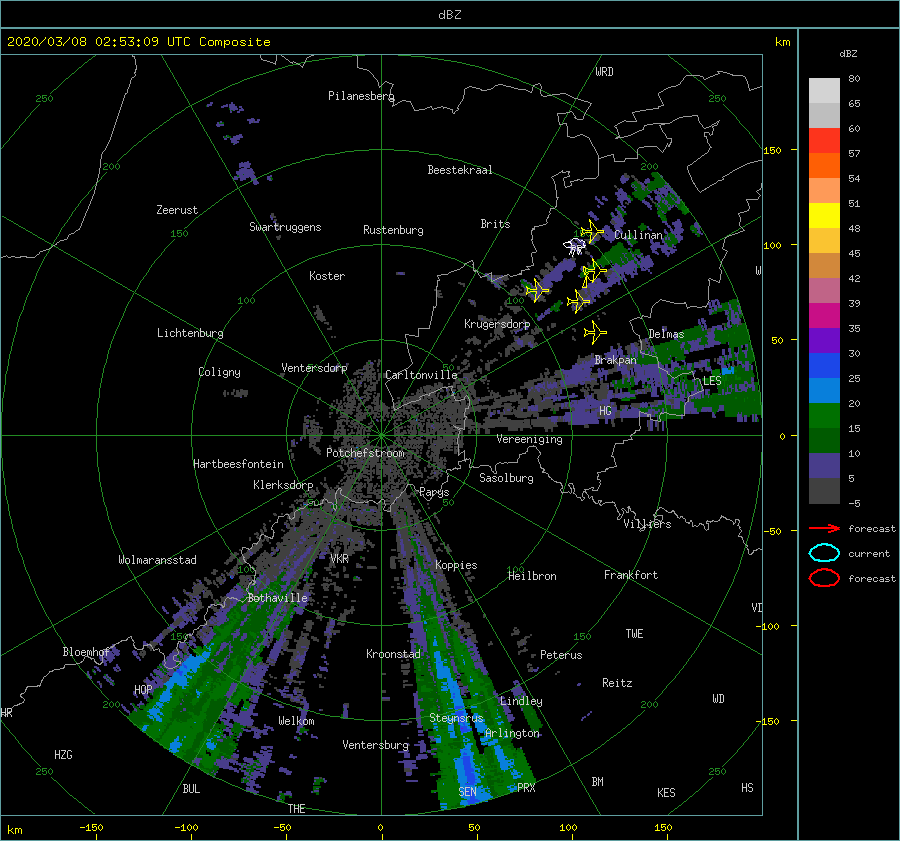 dBZ
2020/03/08 02:53:09 UTC Composite
km
dBZ
WRD
80
250
Pilanesberg
250
65
60
150
57
200
Beestekraal
200
54
Zeerust
51
Swartruggens
150
Rustenburg
Brits
Cullinan
48
100
45
W
Koster
42
100
100
39
Lichtenburg
Krugersdorp
Delmas
35
50
30
Coligny
Ventersdorp
Carltonville
50
Brakpan
LES
25
20
HG
15
Vereeniging
0
10
Potchefstroom
Hartbeesfontein
Sasolburg
5
Klerksdorp
Parys
50
50
-5
Villiers
forecast
-50
current
Wolmaransstad
VKR
Koppies
100
100
Heilbron
Frankfort
forecast
Bothaville
VD
-100
150
150
TWE
Bloemhof
Kroonstad
Peterus
HOP
Reitz
WD
200
Lindley
200
HR
Welkom
Steynsrus
-150
Arlington
HZG
Ventersburg
250
250
BUL
SEN
PRX
BM
KES
HS
THE
km
-150
-100
-50
0
50
100
150